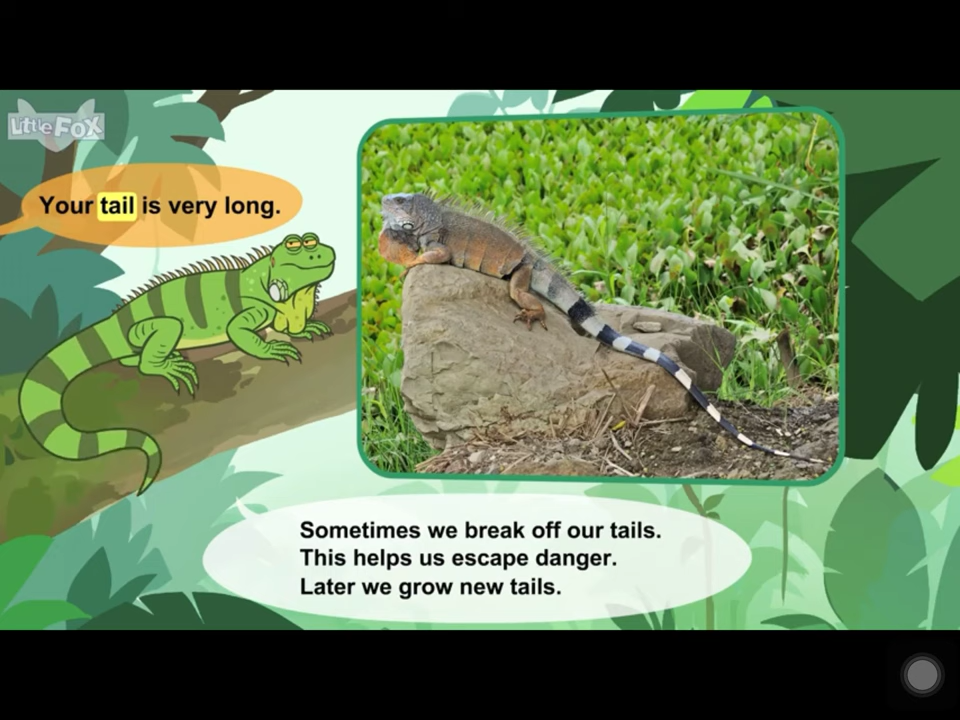 Little Fox
Your tail is very long.
Sometimes we break off our tails.
This helps us escape danger.
Later we grow new tails.